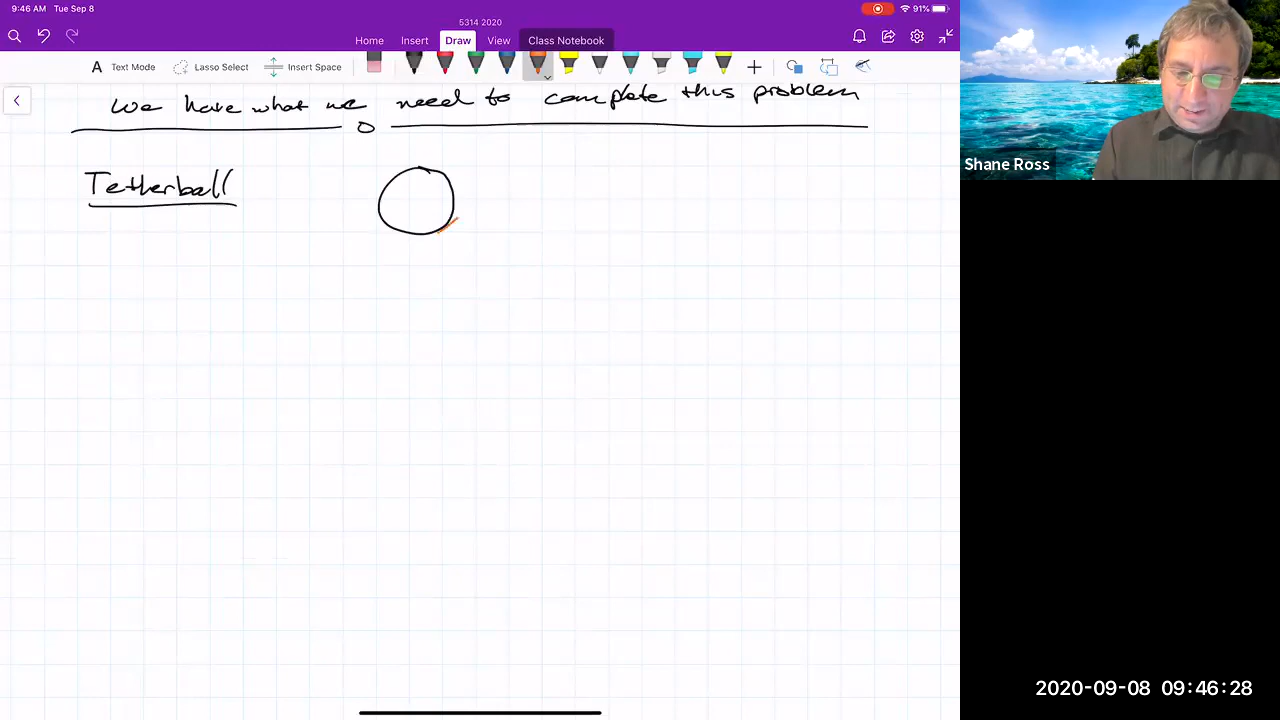 9:46 AM Tue Sep 8
91%
5314 2020
Home Insert Draw View Class Notebook
Text Mode Lasso Select Insert Space
we have what we need to complete this problem
Tetherball
Shane Ross
2020-09-08 09:46:28